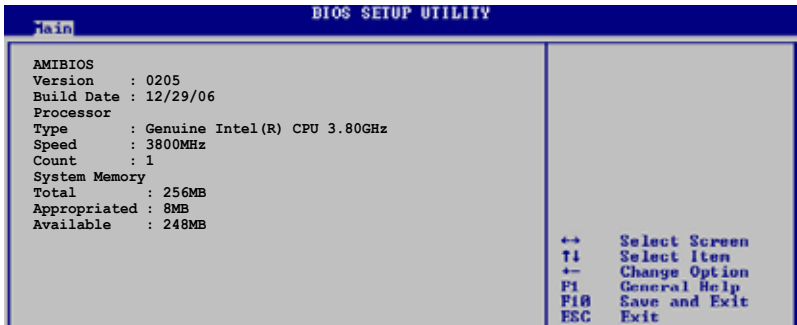 BIOS SETUP UTILITY
Main
AMIBIOS
Version : 0205
Build Date : 12/29/06
Processor
Type : Genuine Intel(R) CPU 3.80GHz
Speed : 3800MHz
Count : 1
System Memory
Total : 256MB
Appropriated : 8MB
Available : 248MB
↔ Select Screen
↑↓ Select Item
+- Change Option
F1 General Help
F10 Save and Exit
ESC Exit